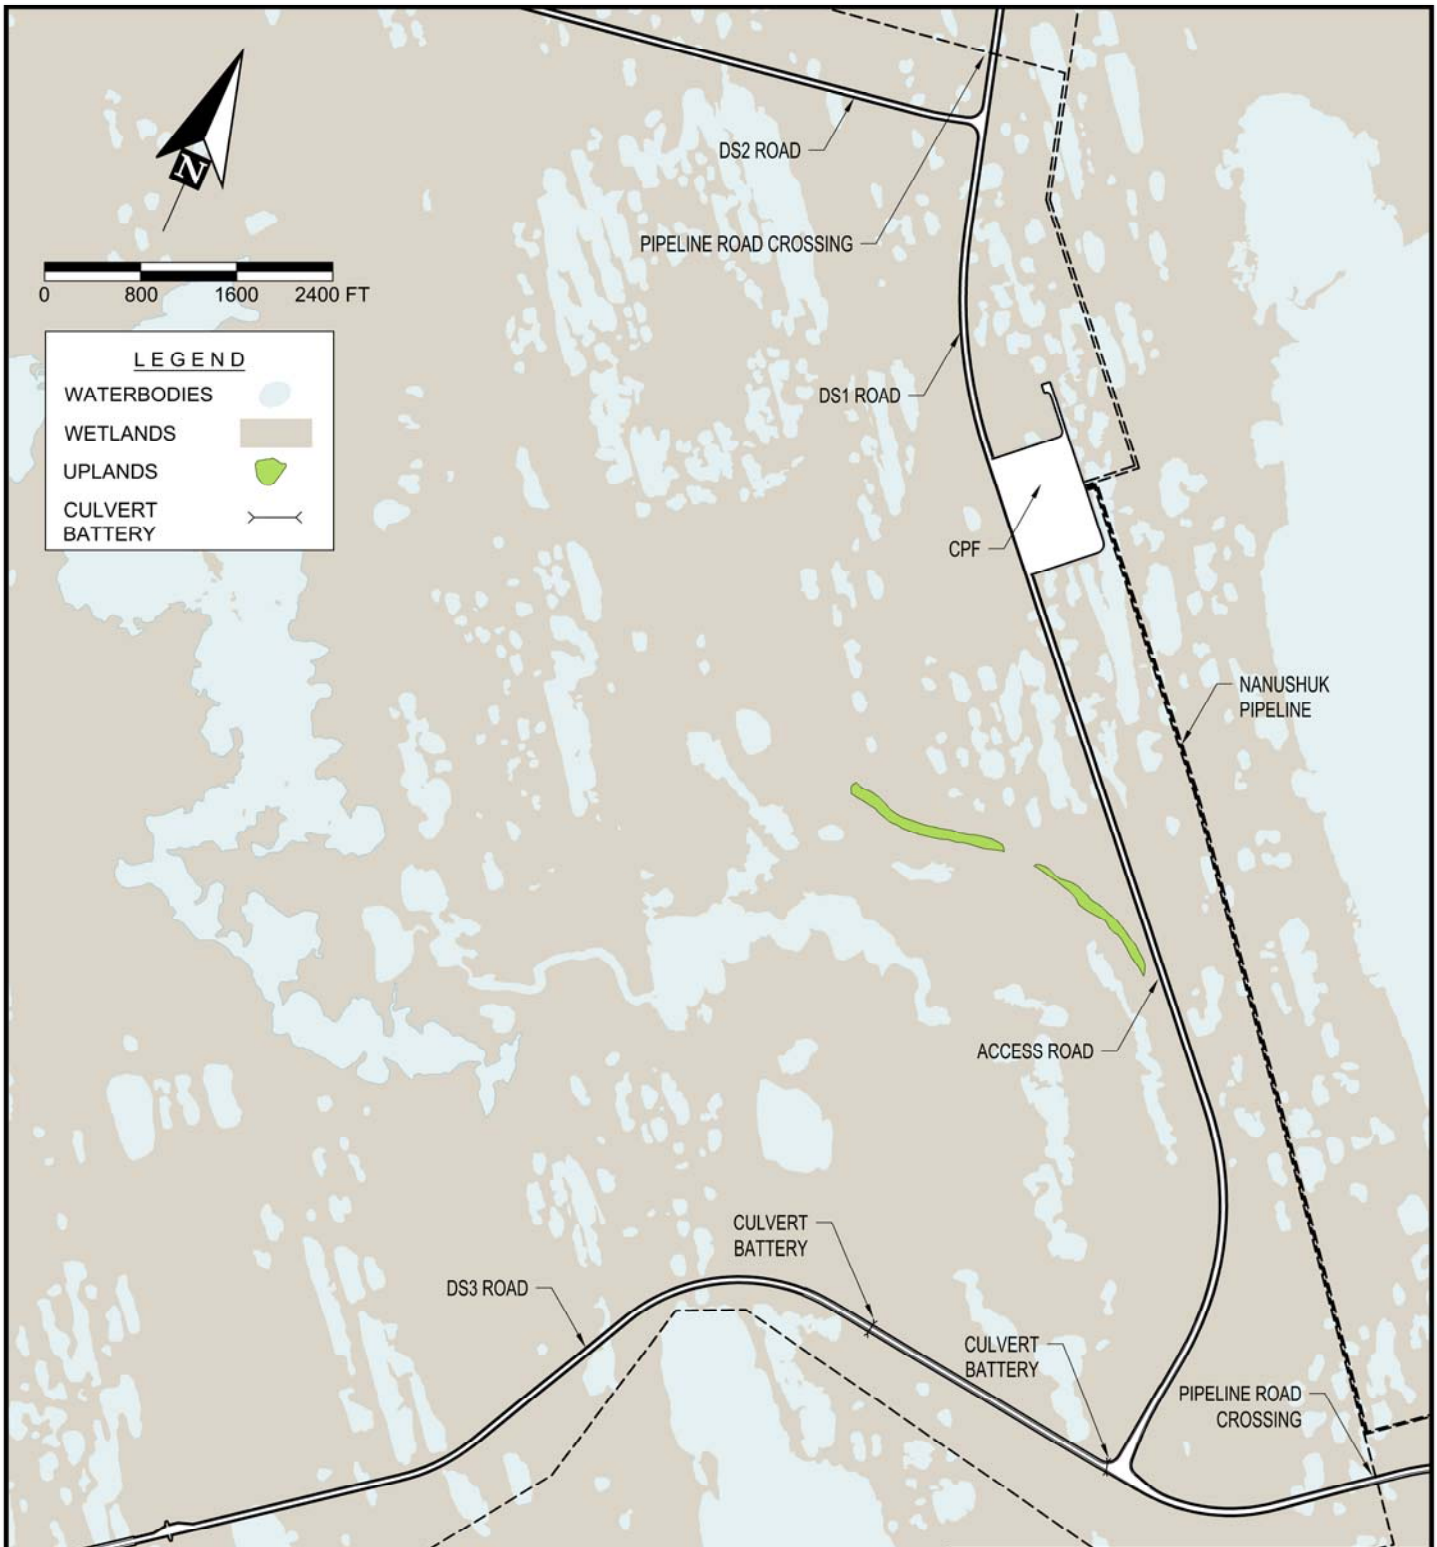 DS2 ROAD
N
PIPELINE ROAD CROSSING
0 800 1600 2400 FT
LEGEND
WATERBODIES
WETLANDS
UPLANDS
CULVERT
BATTERY
DS1 ROAD
CPF
NANUSHUK
PIPELINE
ACCESS ROAD
CULVERT
BATTERY
DS3 ROAD
CULVERT
BATTERY
PIPELINE ROAD
CROSSING